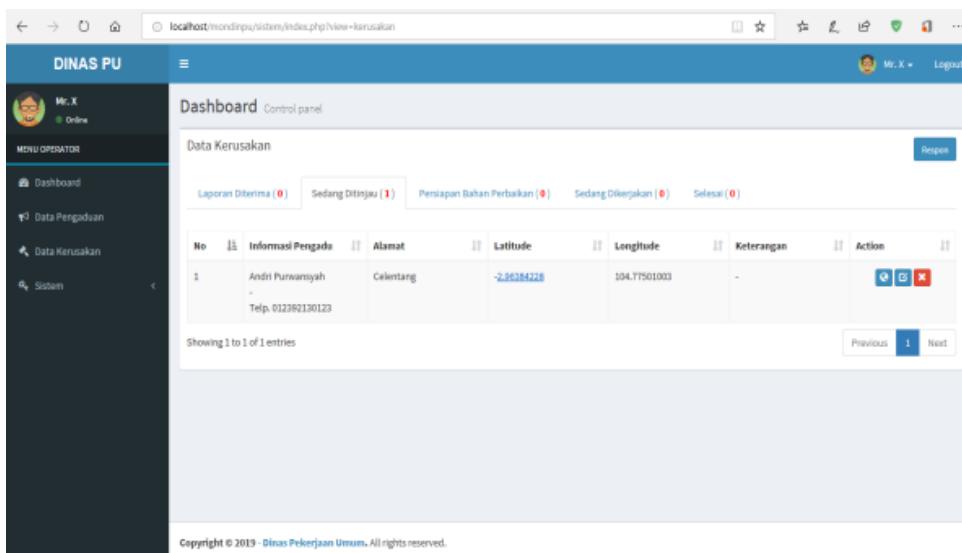 localhost/mondinpu/sistem/index.php?view=kerusakan
DINAS PU
Mr. X
Logout
Mr. X
Online
Dashboard Control panel
MENU OPERATOR
Data Kerusakan
Respon
Dashboard
Laporan Diterima ( 0 ) Sedang Ditinjau ( 1 ) Persiapan Bahan Perbaikan ( 0 ) Sedang Dikerjakan ( 0 ) Selesai ( 0 )
Data Pengaduan
Data Kerusakan
No Informasi Pengadu Alamat Latitude Longitude Keterangan Action
Sistem
1 Andri Purwansyah Celentang -2.96384228 104.77501003 -
-
Telp. 012392130123
Showing 1 to 1 of 1 entries
Previous 1 Next
Copyright © 2019 - Dinas Pekerjaan Umum. All rights reserved.